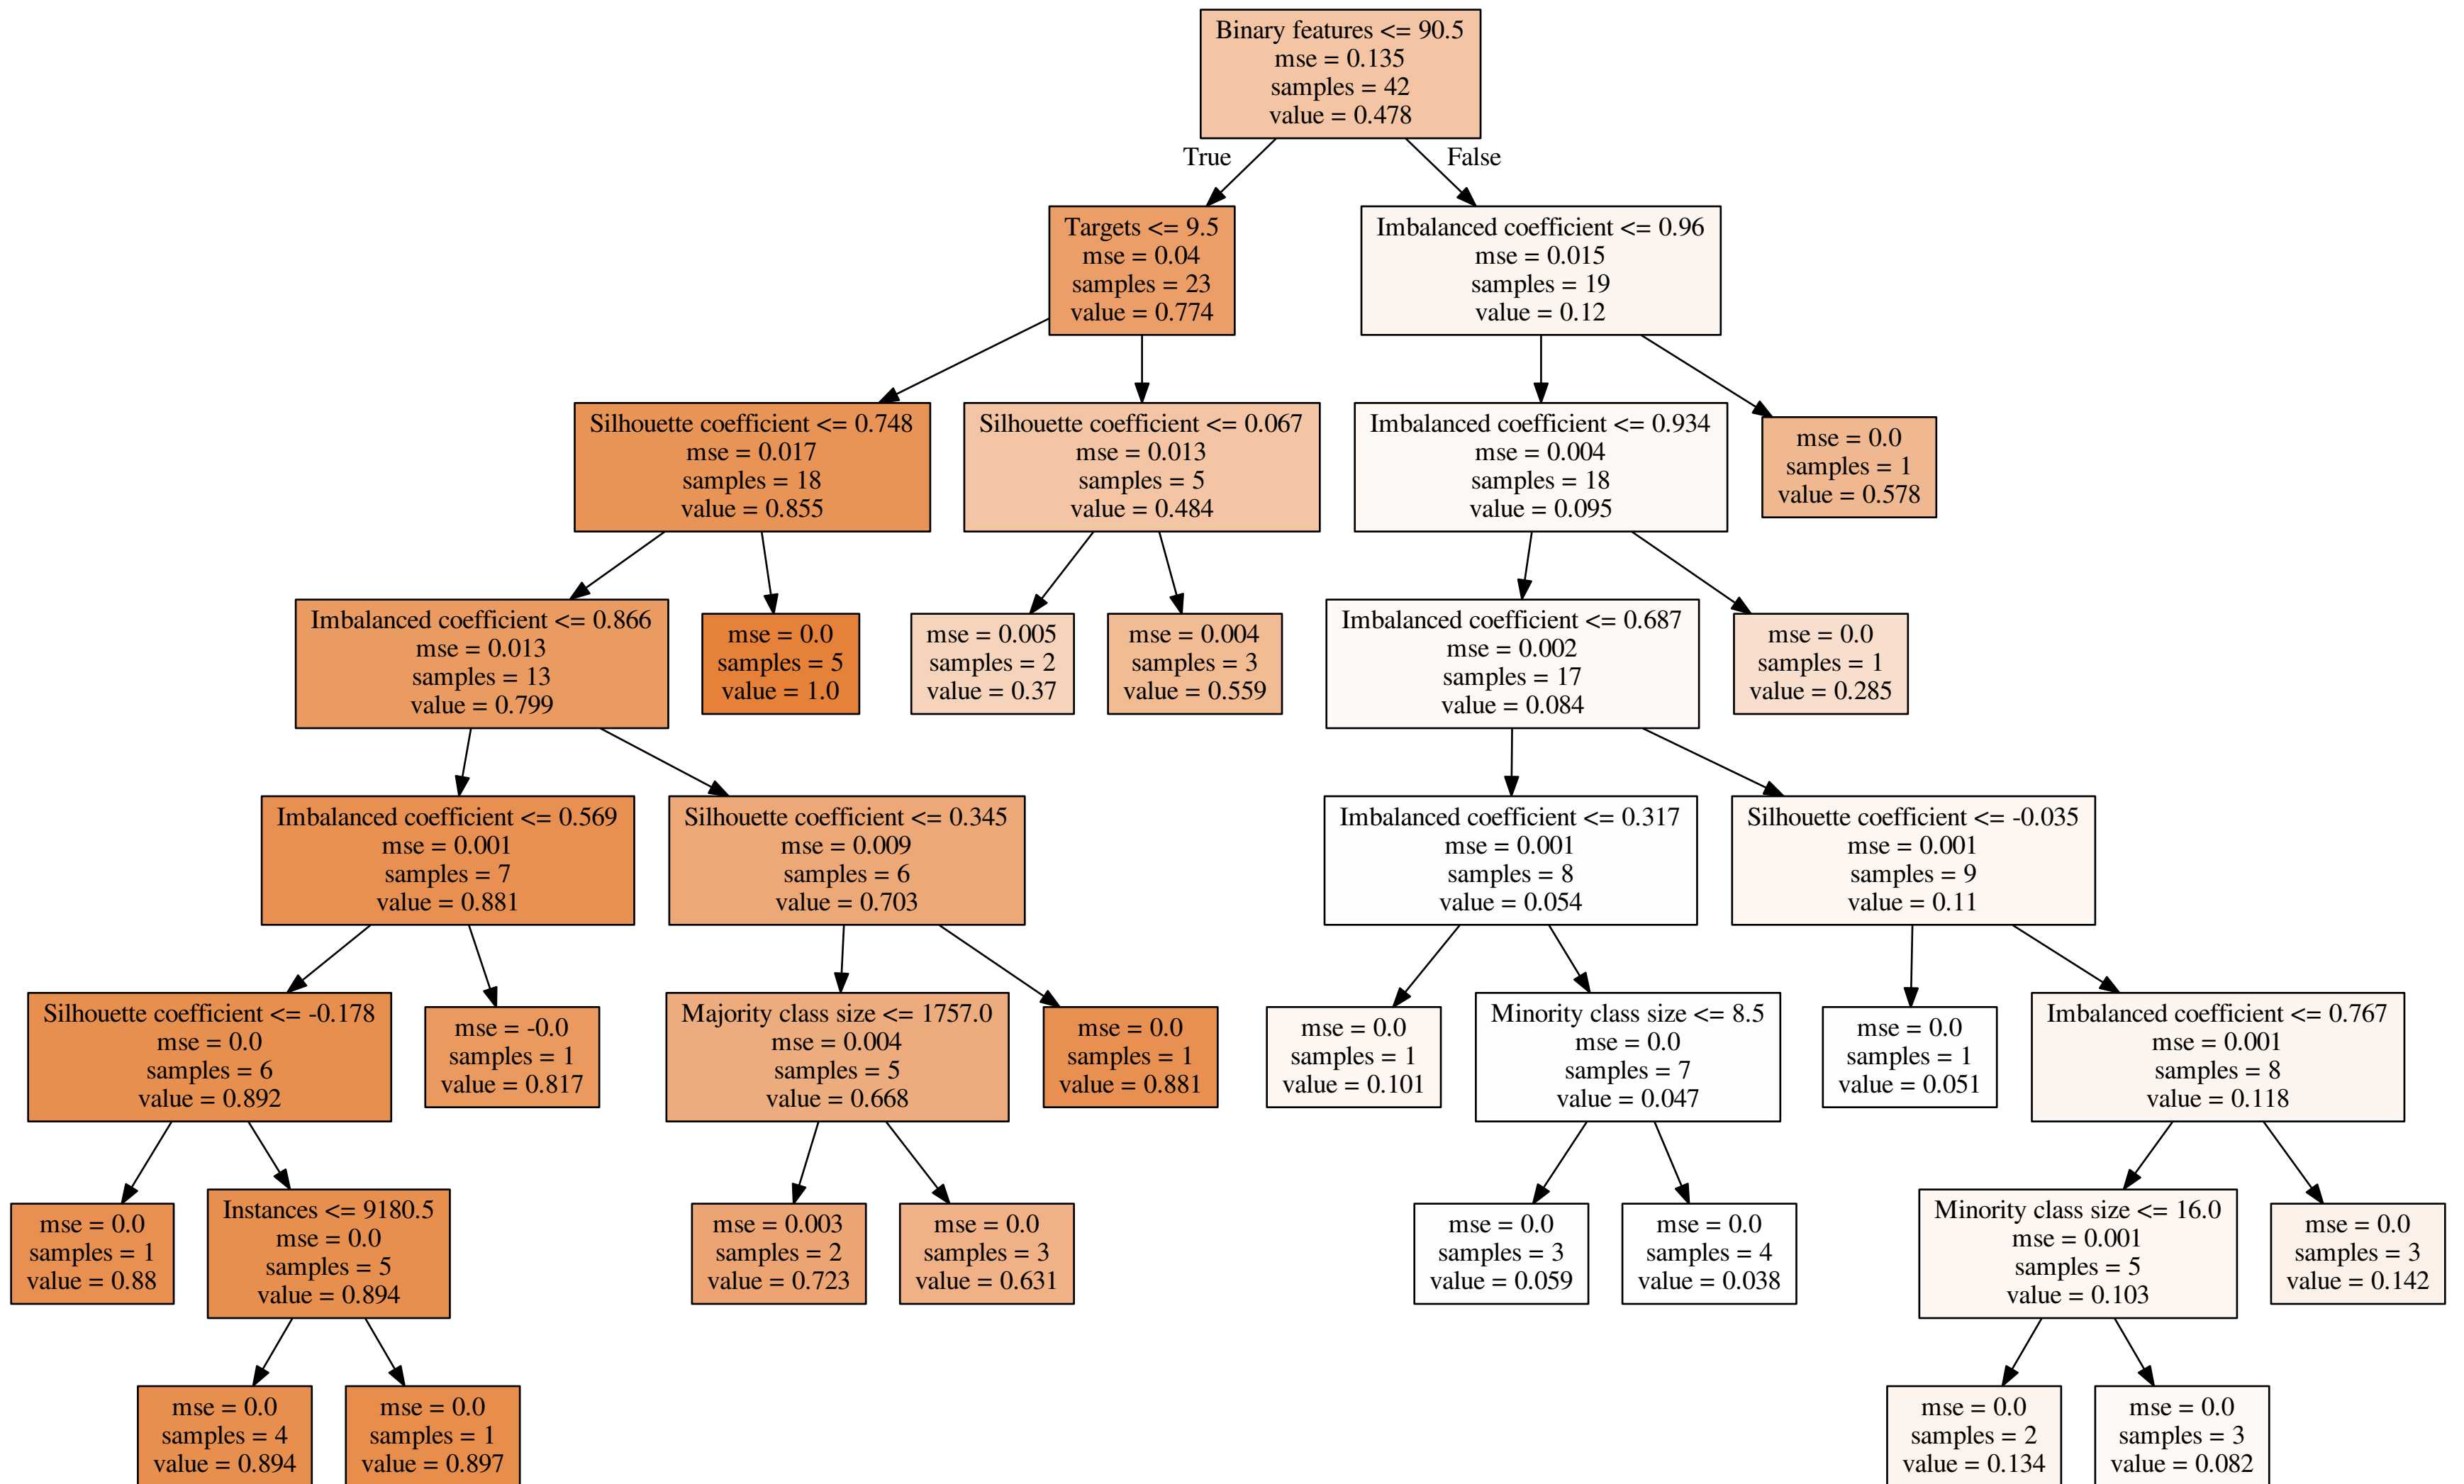 Binary features <= 90.5
mse = 0.135
samples = 42
value = 0.478
True
False
Targets <= 9.5
mse = 0.04
samples = 23
value = 0.774
Imbalanced coefficient <= 0.96
mse = 0.015
samples = 19
value = 0.12
Silhouette coefficient <= 0.748
mse = 0.017
samples = 18
value = 0.855
Silhouette coefficient <= 0.067
mse = 0.013
samples = 5
value = 0.484
Imbalanced coefficient <= 0.934
mse = 0.004
samples = 18
value = 0.095
mse = 0.0
samples = 1
value = 0.578
Imbalanced coefficient <= 0.866
mse = 0.013
samples = 13
value = 0.799
mse = 0.0
samples = 5
value = 1.0
mse = 0.005
samples = 2
value = 0.37
mse = 0.004
samples = 3
value = 0.559
Imbalanced coefficient <= 0.687
mse = 0.002
samples = 17
value = 0.084
mse = 0.0
samples = 1
value = 0.285
Imbalanced coefficient <= 0.569
mse = 0.001
samples = 7
value = 0.881
Silhouette coefficient <= 0.345
mse = 0.009
samples = 6
value = 0.703
Imbalanced coefficient <= 0.317
mse = 0.001
samples = 8
value = 0.054
Silhouette coefficient <= -0.035
mse = 0.001
samples = 9
value = 0.11
Silhouette coefficient <= -0.178
mse = 0.0
samples = 6
value = 0.892
mse = -0.0
samples = 1
value = 0.817
Majority class size <= 1757.0
mse = 0.004
samples = 5
value = 0.668
mse = 0.0
samples = 1
value = 0.881
mse = 0.0
samples = 1
value = 0.101
Minority class size <= 8.5
mse = 0.0
samples = 7
value = 0.047
mse = 0.0
samples = 1
value = 0.051
Imbalanced coefficient <= 0.767
mse = 0.001
samples = 8
value = 0.118
mse = 0.0
samples = 1
value = 0.88
Instances <= 9180.5
mse = 0.0
samples = 5
value = 0.894
mse = 0.003
samples = 2
value = 0.723
mse = 0.0
samples = 3
value = 0.631
mse = 0.0
samples = 3
value = 0.059
mse = 0.0
samples = 4
value = 0.038
Minority class size <= 16.0
mse = 0.001
samples = 5
value = 0.103
mse = 0.0
samples = 3
value = 0.142
mse = 0.0
samples = 4
value = 0.894
mse = 0.0
samples = 1
value = 0.897
mse = 0.0
samples = 2
value = 0.134
mse = 0.0
samples = 3
value = 0.082